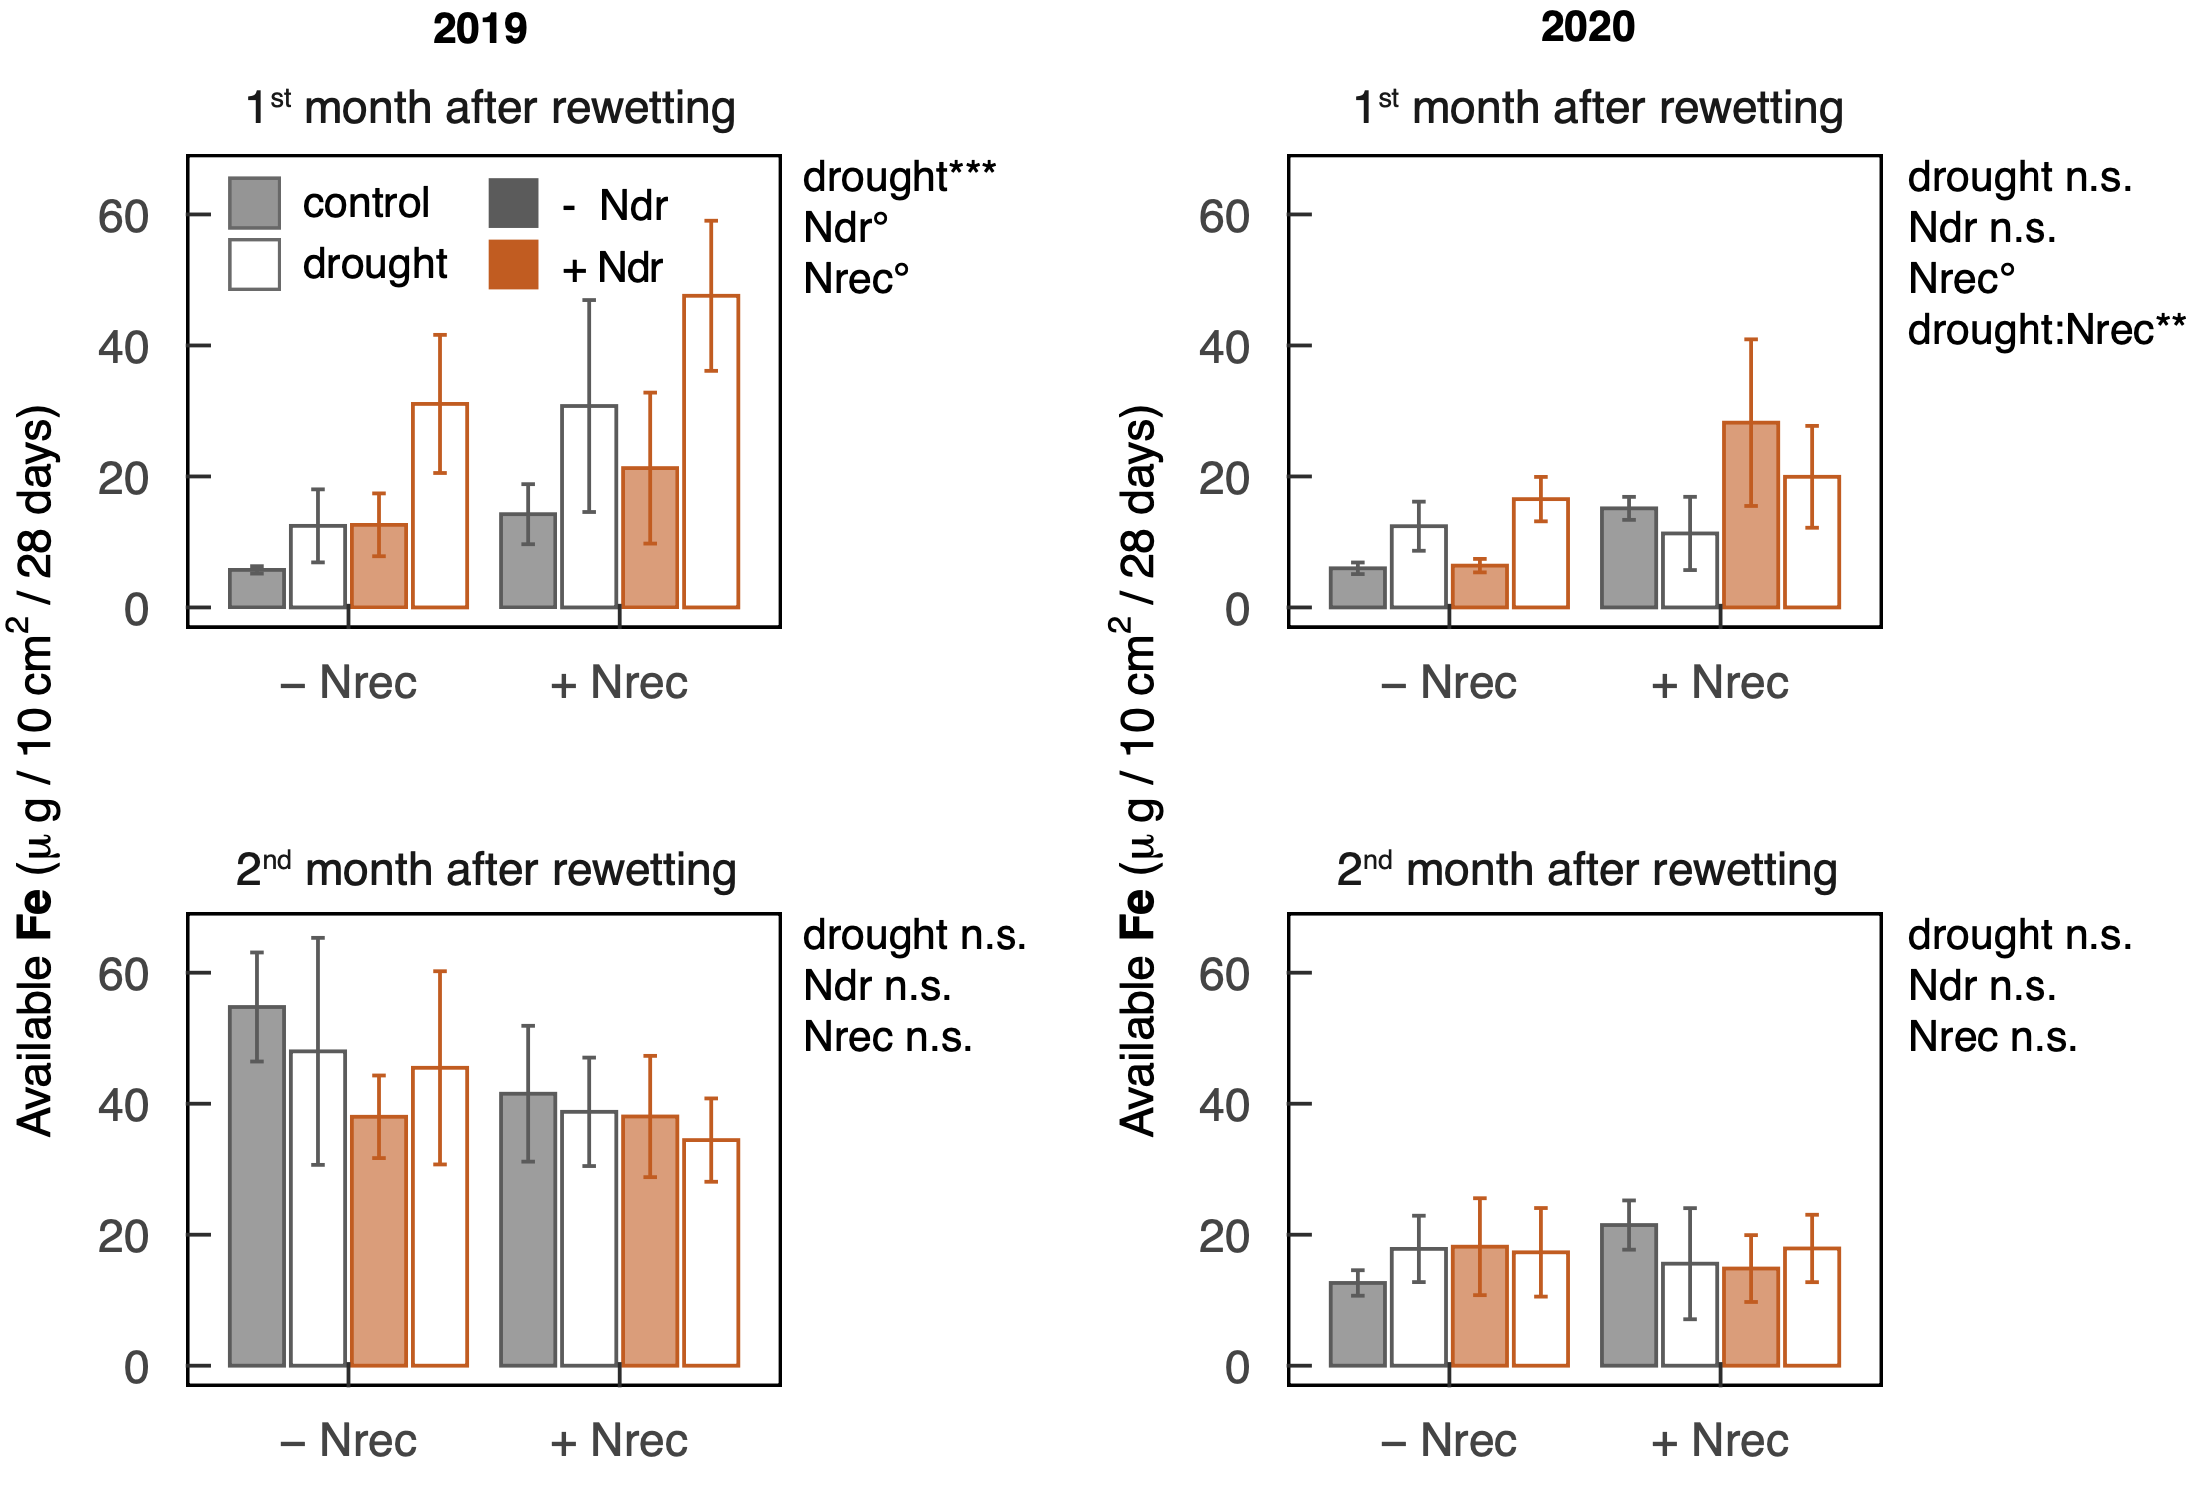 2019
1st month after rewetting
control
drought
- Ndr
+ Ndr
drought***
Ndr°
Nrec°
60
40
20
0
– Nrec
+ Nrec
Available Fe (μ g / 10 cm² / 28 days)
2nd month after rewetting
drought n.s.
Ndr n.s.
Nrec n.s.
60
40
20
0
– Nrec
+ Nrec
2020
1st month after rewetting
drought n.s.
Ndr n.s.
Nrec°
drought:Nrec**
60
40
20
0
– Nrec
+ Nrec
Available Fe (μ g / 10 cm² / 28 days)
2nd month after rewetting
drought n.s.
Ndr n.s.
Nrec n.s.
60
40
20
0
– Nrec
+ Nrec